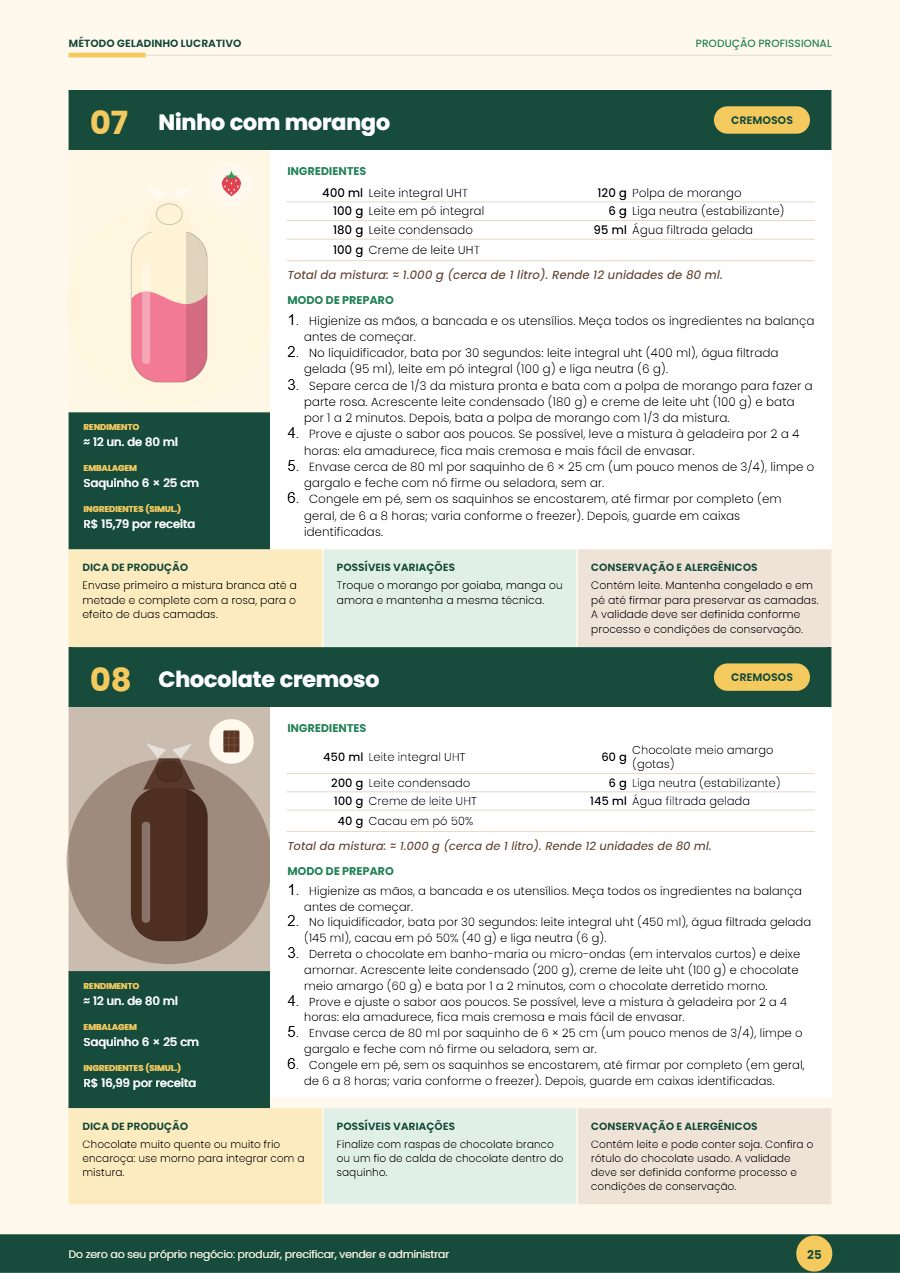 MÉTODO GELADINHO LUCRATIVO
PRODUÇÃO PROFISSIONAL
07 Ninho com morango
CREMOSOS
INGREDIENTES
400 ml Leite integral UHT
100 g Leite em pó integral
180 g Leite condensado
100 g Creme de leite UHT
120 g Polpa de morango
6 g Liga neutra (estabilizante)
95 ml Água filtrada gelada
Total da mistura: ≈ 1.000 g (cerca de 1 litro). Rende 12 unidades de 80 ml.
MODO DE PREPARO
1. Higienize as mãos, a bancada e os utensílios. Meça todos os ingredientes na balança
antes de começar.
2. No liquidificador, bata por 30 segundos: leite integral uht (400 ml), água filtrada
gelada (95 ml), leite em pó integral (100 g) e liga neutra (6 g).
3. Separe cerca de 1/3 da mistura pronta e bata com a polpa de morango para fazer a
parte rosa. Acrescente leite condensado (180 g) e creme de leite uht (100 g) e bata
por 1 a 2 minutos. Depois, bata a polpa de morango com 1/3 da mistura.
4. Prove e ajuste o sabor aos poucos. Se possível, leve a mistura à geladeira por 2 a 4
horas: ela amadurece, fica mais cremosa e mais fácil de envasar.
5. Envase cerca de 80 ml por saquinho de 6 × 25 cm (um pouco menos de 3/4), limpe o
gargalo e feche com nó firme ou seladora, sem ar.
6. Congele em pé, sem os saquinhos se encostarem, até firmar por completo (em
geral, de 6 a 8 horas; varia conforme o freezer). Depois, guarde em caixas
identificadas.
RENDIMENTO
≈ 12 un. de 80 ml
EMBALAGEM
Saquinho 6 × 25 cm
INGREDIENTES (SIMUL.)
R$ 15,79 por receita
DICA DE PRODUÇÃO
Envase primeiro a mistura branca até a
metade e complete com a rosa, para o
efeito de duas camadas.
POSSÍVEIS VARIAÇÕES
Troque o morango por goiaba, manga ou
amora e mantenha a mesma técnica.
CONSERVAÇÃO E ALERGÊNICOS
Contém leite. Mantenha congelado e em
pé até firmar para preservar as camadas.
A validade deve ser definida conforme
processo e condições de conservação.
08 Chocolate cremoso
CREMOSOS
INGREDIENTES
450 ml Leite integral UHT
200 g Leite condensado
100 g Creme de leite UHT
40 g Cacau em pó 50%
60 g Chocolate meio amargo
(gotas)
6 g Liga neutra (estabilizante)
145 ml Água filtrada gelada
Total da mistura: ≈ 1.000 g (cerca de 1 litro). Rende 12 unidades de 80 ml.
MODO DE PREPARO
1. Higienize as mãos, a bancada e os utensílios. Meça todos os ingredientes na balança
antes de começar.
2. No liquidificador, bata por 30 segundos: leite integral uht (450 ml), água filtrada gelada
(145 ml), cacau em pó 50% (40 g) e liga neutra (6 g).
3. Derreta o chocolate em banho-maria ou micro-ondas (em intervalos curtos) e deixe
amornar. Acrescente leite condensado (200 g), creme de leite uht (100 g) e chocolate
meio amargo (60 g) e bata por 1 a 2 minutos, com o chocolate derretido morno.
4. Prove e ajuste o sabor aos poucos. Se possível, leve a mistura à geladeira por 2 a 4
horas: ela amadurece, fica mais cremosa e mais fácil de envasar.
5. Envase cerca de 80 ml por saquinho de 6 × 25 cm (um pouco menos de 3/4), limpe o
gargalo e feche com nó firme ou seladora, sem ar.
6. Congele em pé, sem os saquinhos se encostarem, até firmar por completo (em geral,
de 6 a 8 horas; varia conforme o freezer). Depois, guarde em caixas identificadas.
RENDIMENTO
≈ 12 un. de 80 ml
EMBALAGEM
Saquinho 6 × 25 cm
INGREDIENTES (SIMUL.)
R$ 16,99 por receita
DICA DE PRODUÇÃO
Chocolate muito quente ou muito frio
encaroça: use morno para integrar com a
mistura.
POSSÍVEIS VARIAÇÕES
Finalize com raspas de chocolate branco
ou um fio de calda de chocolate dentro do
saquinho.
CONSERVAÇÃO E ALERGÊNICOS
Contém leite e pode conter soja. Confira o
rótulo do chocolate usado. A validade
deve ser definida conforme processo e
condições de conservação.
Do zero ao seu próprio negócio: produzir, precificar, vender e administrar
25